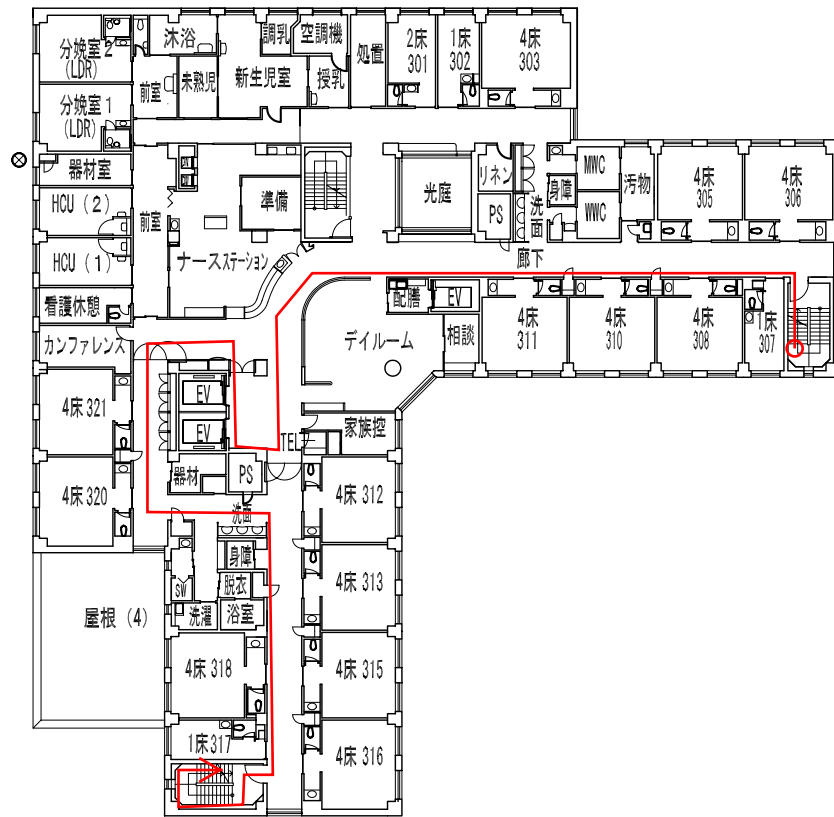 分娩室 2
(LDR)
沐浴
調乳
空調機
処置
2床
301
1床
302
4床
303
前室
未熟児
新生児室
授乳
分娩室 1
(LDR)
器材室
HCU (2)
HCU (1)
前室
準備
ナースステーション
光庭
リネン
PS
洗面
身障
MWC
WWC
汚物
4床
305
4床
306
廊下
看護休憩
カンファレンス
配膳
EV
相談
デイルーム
4床
311
4床
310
4床
308
1床
307
4床 321
EV
EV
4床 320
TEL
家族控
器材
PS
洗面
4床 312
身障
SW
脱衣
洗濯
浴室
4床 313
屋根 (4)
4床 318
4床 315
1床 317
4床 316